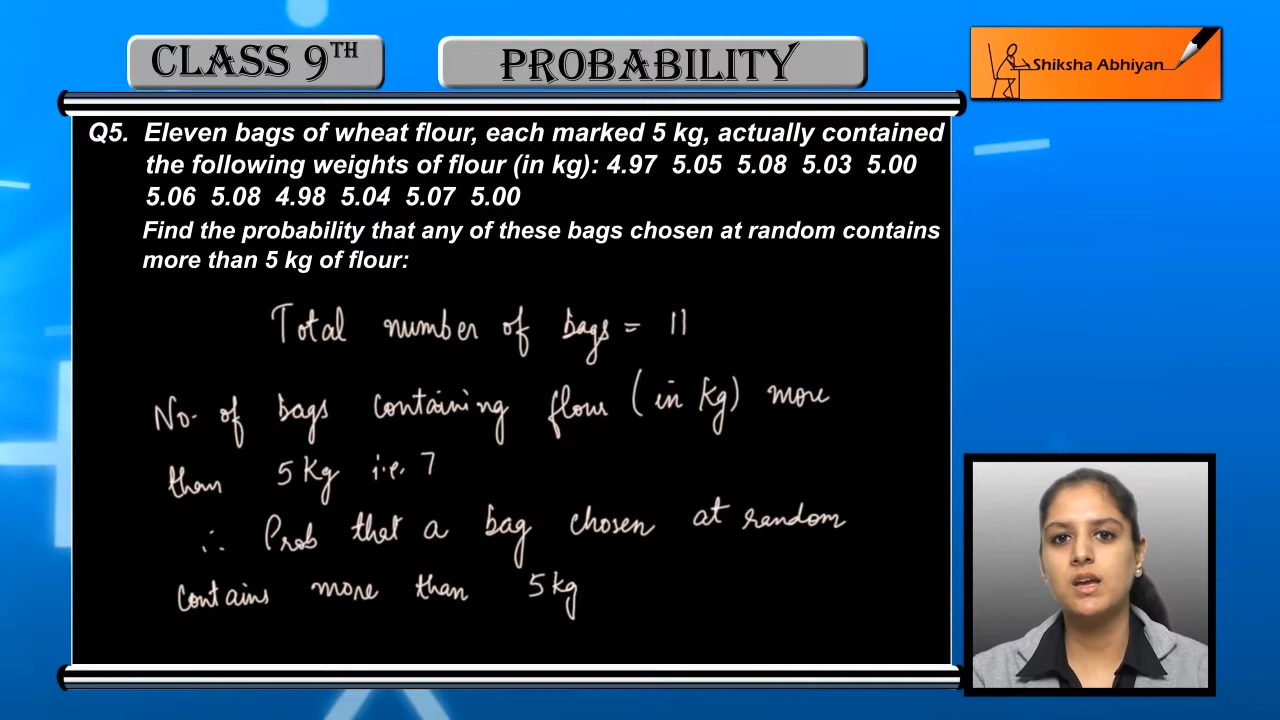 CLASS 9TH
PROBABILITY
Shiksha Abhiyan
Q5. Eleven bags of wheat flour, each marked 5 kg, actually contained
the following weights of flour (in kg): 4.97 5.05 5.08 5.03 5.00
5.06 5.08 4.98 5.04 5.07 5.00
Find the probability that any of these bags chosen at random contains
more than 5 kg of flour:
Total number of bags = 11
No. of bags containing flour (in Kg) more
than 5 Kg i.e. 7
∴ Prob that a bag chosen at random
contains more than 5 kg